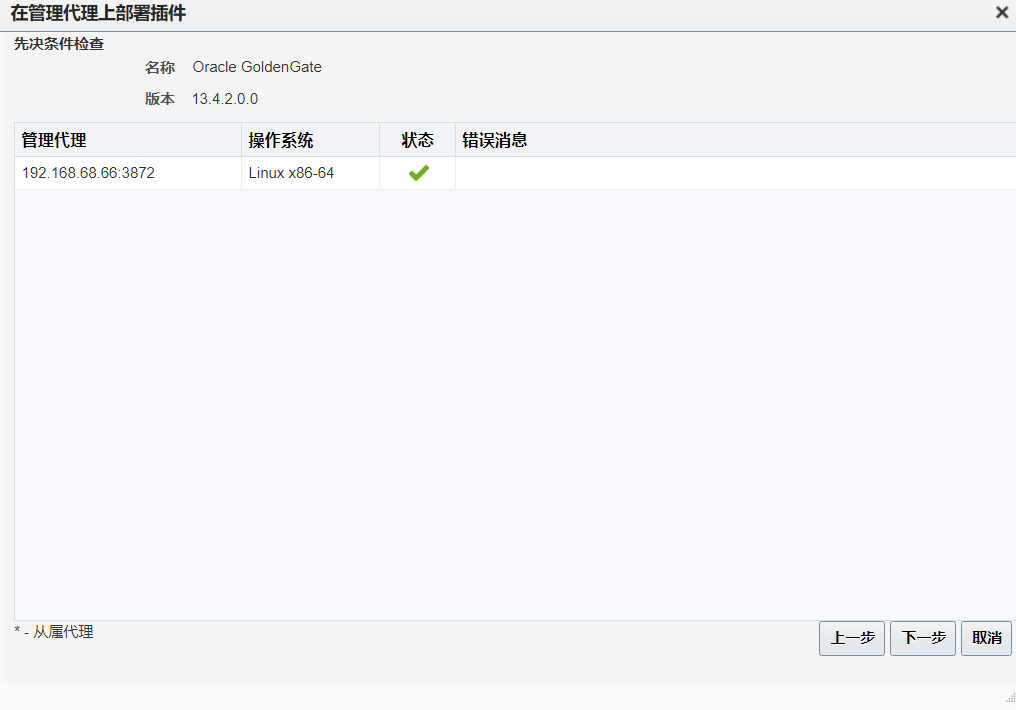 在管理代理上部署插件
先决条件检查
名称 Oracle GoldenGate
版本 13.4.2.0.0
管理代理 操作系统 状态 错误消息
192.168.68.66:3872 Linux x86-64
* - 从属代理
上一步 下一步 取消